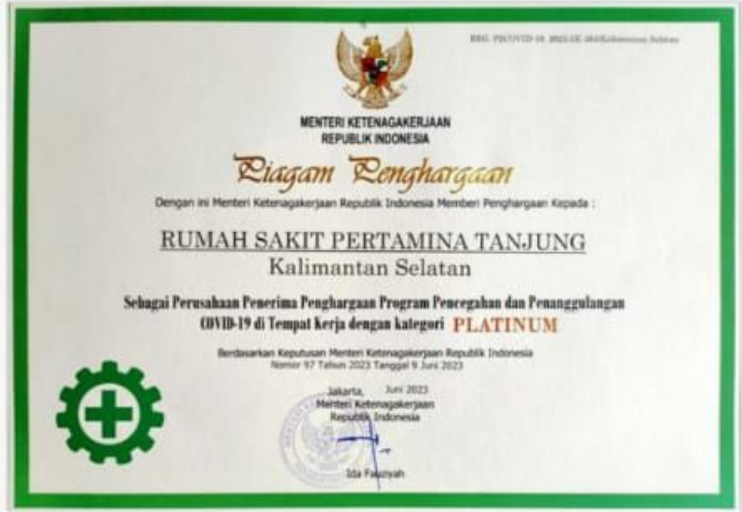 MENTERI KETENAGAKERJAAN
REPUBLIK INDONESIA
Piagam Penghargaan
Dengan ini Menteri Ketenagakerjaan Republik Indonesia Memberi Penghargaan Kepada :
RUMAH SAKIT PERTAMINA TANJUNG
Kalimantan Selatan
Sebagai Perusahaan Penerima Penghargaan Program Pencegahan dan Penanggulangan
COVID-19 di Tempat Kerja dengan kategori PLATINUM
Berdasarkan Keputusan Menteri Ketenagakerjaan Republik Indonesia
Nomor 97 Tahun 2023 Tanggal 9 Juni 2023
Jakarta, Juni 2023
Menteri Ketenagakerjaan
Republik Indonesia
Ida Fauziyah